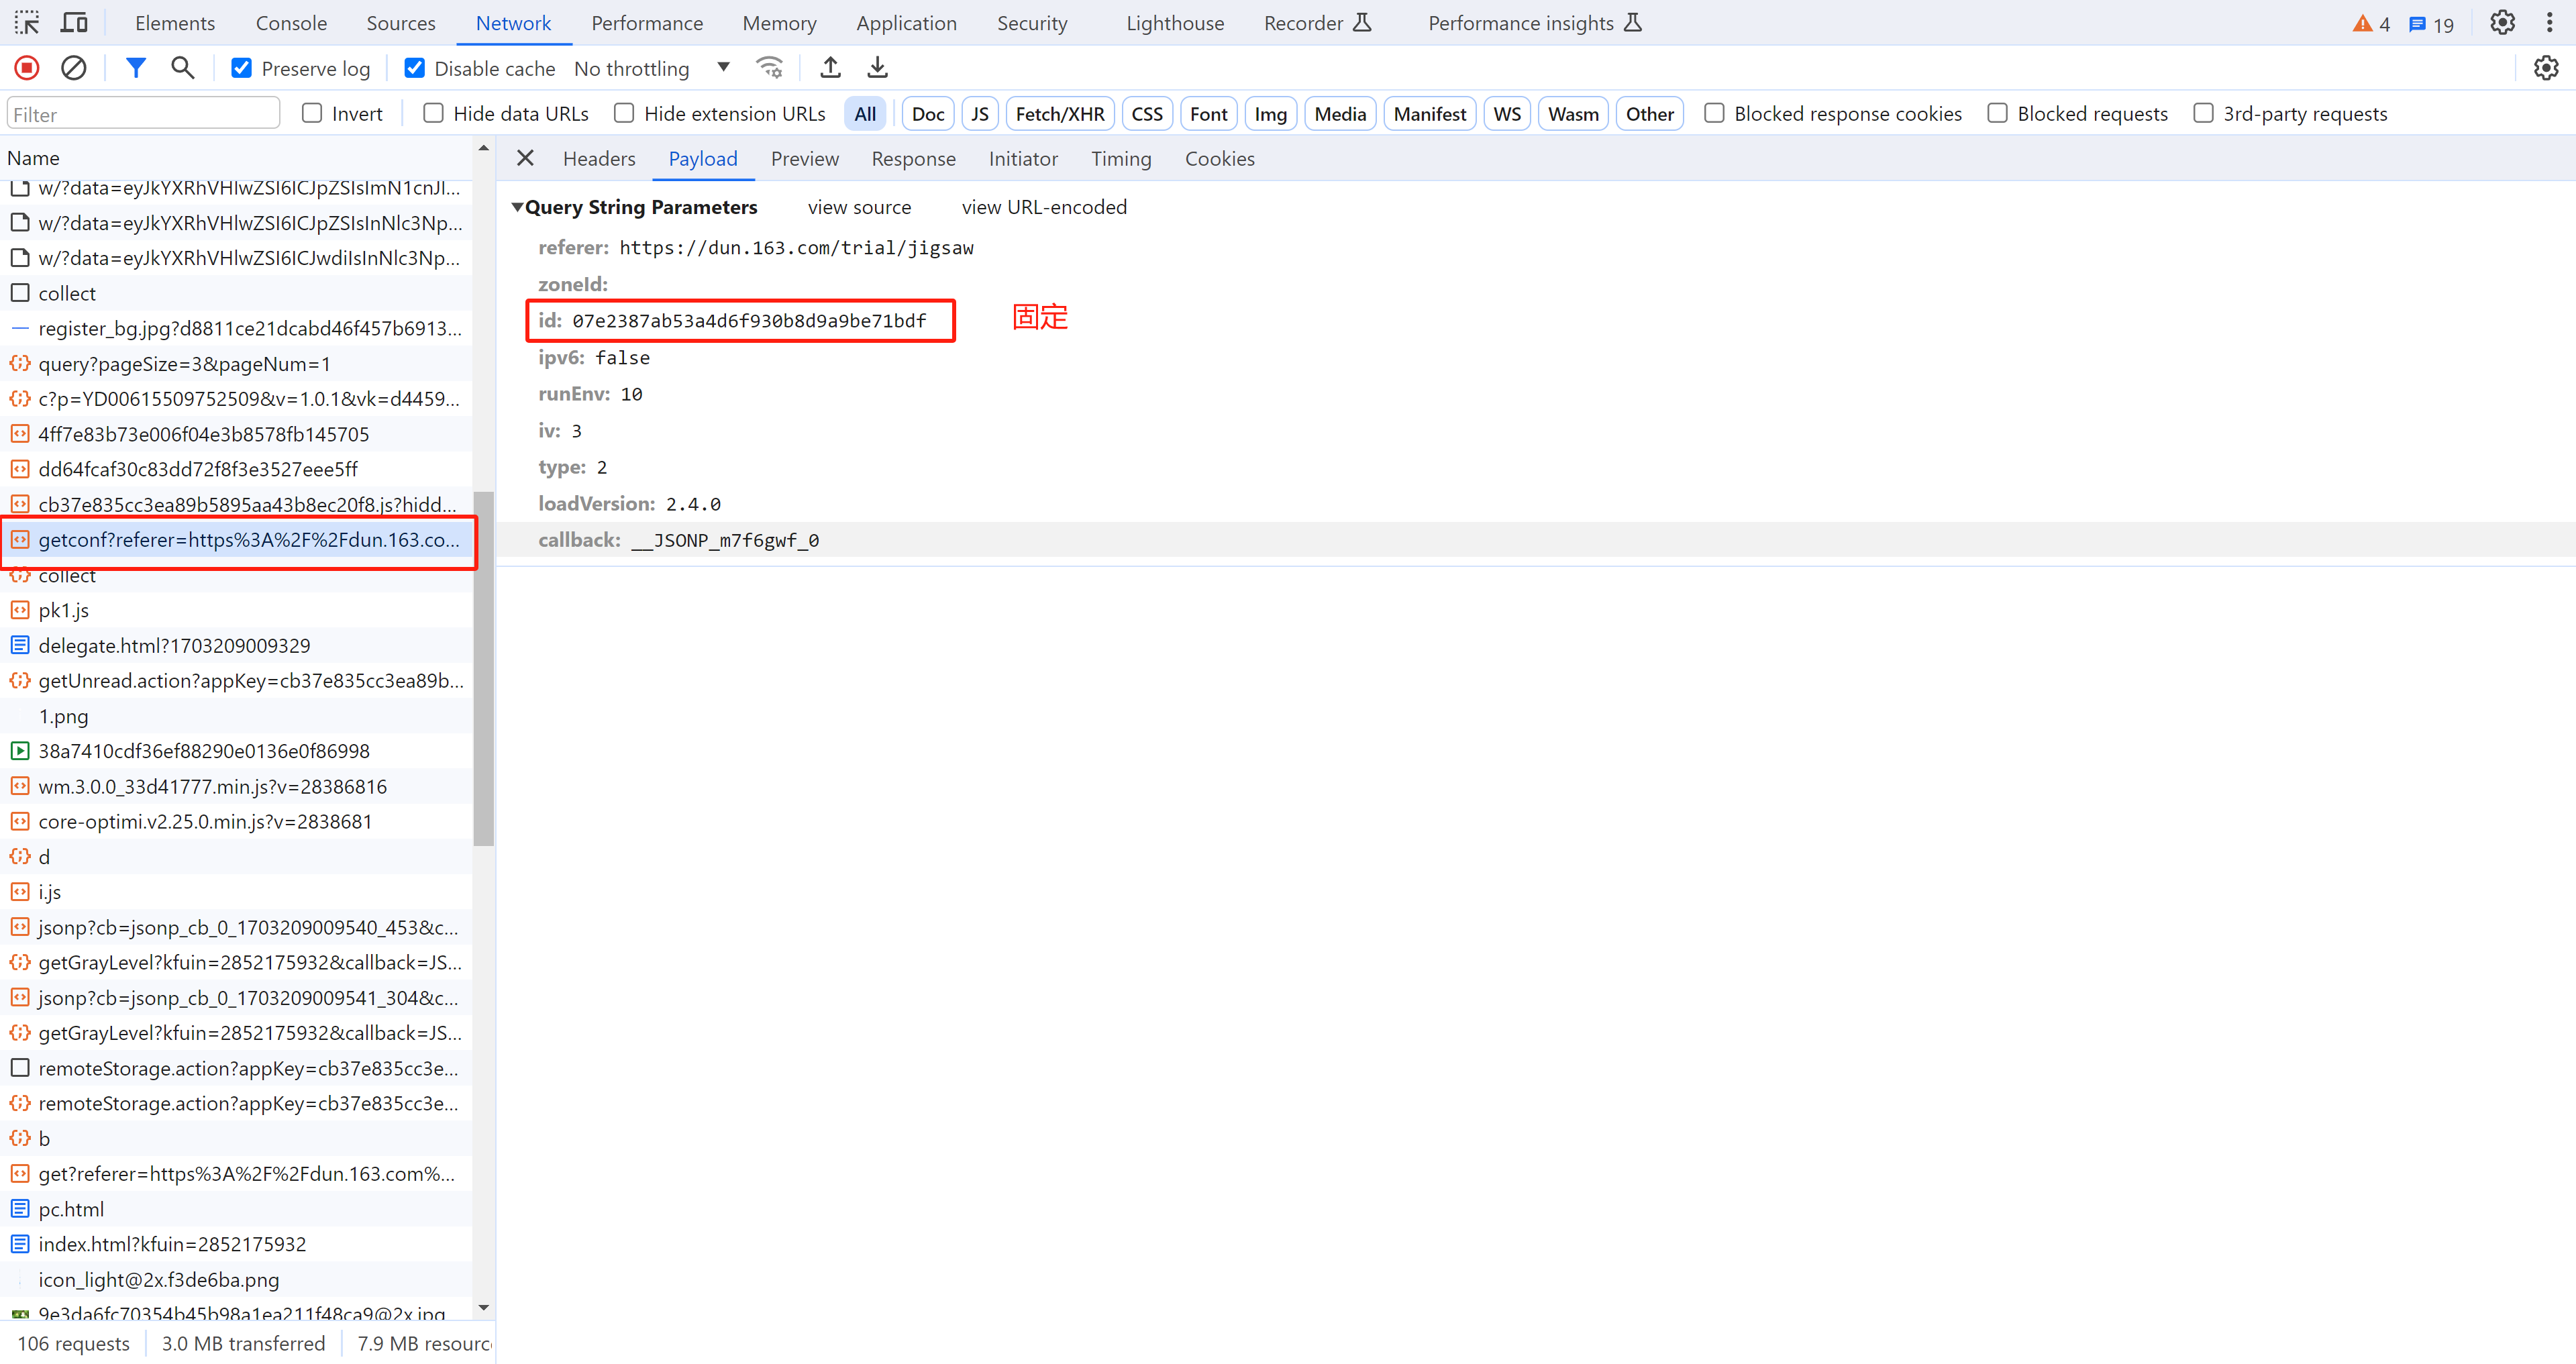 Elements Console Sources Network Performance Memory Application Security Lighthouse Recorder Performance insights 4 19
Preserve log Disable cache No throttling
Filter Invert Hide data URLs Hide extension URLs All Doc JS Fetch/XHR CSS Font Img Media Manifest WS Wasm Other Blocked response cookies Blocked requests 3rd-party requests
Name
w/?data=eyJkYXRhVHlwZSI6ICJpZSIsImN1cnJl...
w/?data=eyJkYXRhVHlwZSI6ICJpZSIsInNlc3Np...
w/?data=eyJkYXRhVHlwZSI6ICJwdiIsInNlc3Np...
collect
register_bg.jpg?d8811ce21dcabd46f457b6913...
query?pageSize=3&pageNum=1
c?p=YD00615509752509&v=1.0.1&vk=d4459...
4ff7e83b73e006f04e3b8578fb145705
dd64fcaf30c83dd72f8f3e3527eee5ff
cb37e835cc3ea89b5895aa43b8ec20f8.js?hidd...
getconf?referer=https%3A%2F%2Fdun.163.co...
collect
pk1.js
delegate.html?1703209009329
getUnread.action?appKey=cb37e835cc3ea89b...
1.png
38a7410cdf36ef88290e0136e0f86998
wm.3.0.0_33d41777.min.js?v=28386816
core-optimi.v2.25.0.min.js?v=2838681
d
i.js
jsonp?cb=jsonp_cb_0_1703209009540_453&c...
getGrayLevel?kfuin=2852175932&callback=JS...
jsonp?cb=jsonp_cb_0_1703209009541_304&c...
getGrayLevel?kfuin=2852175932&callback=JS...
remoteStorage.action?appKey=cb37e835cc3e...
remoteStorage.action?appKey=cb37e835cc3e...
b
get?referer=https%3A%2F%2Fdun.163.com%...
pc.html
index.html?kfuin=2852175932
icon_light@2x.f3de6ba.png
9e3da6fc70354b45b98a1ea211f48ca9@2x.jpg
106 requests 3.0 MB transferred 7.9 MB resourc
Headers Payload Preview Response Initiator Timing Cookies
Query String Parameters view source view URL-encoded
referer: https://dun.163.com/trial/jigsaw
zoneId:
id: 07e2387ab53a4d6f930b8d9a9be71bdf 固定
ipv6: false
runEnv: 10
iv: 3
type: 2
loadVersion: 2.4.0
callback: __JSONP_m7f6gwf_0